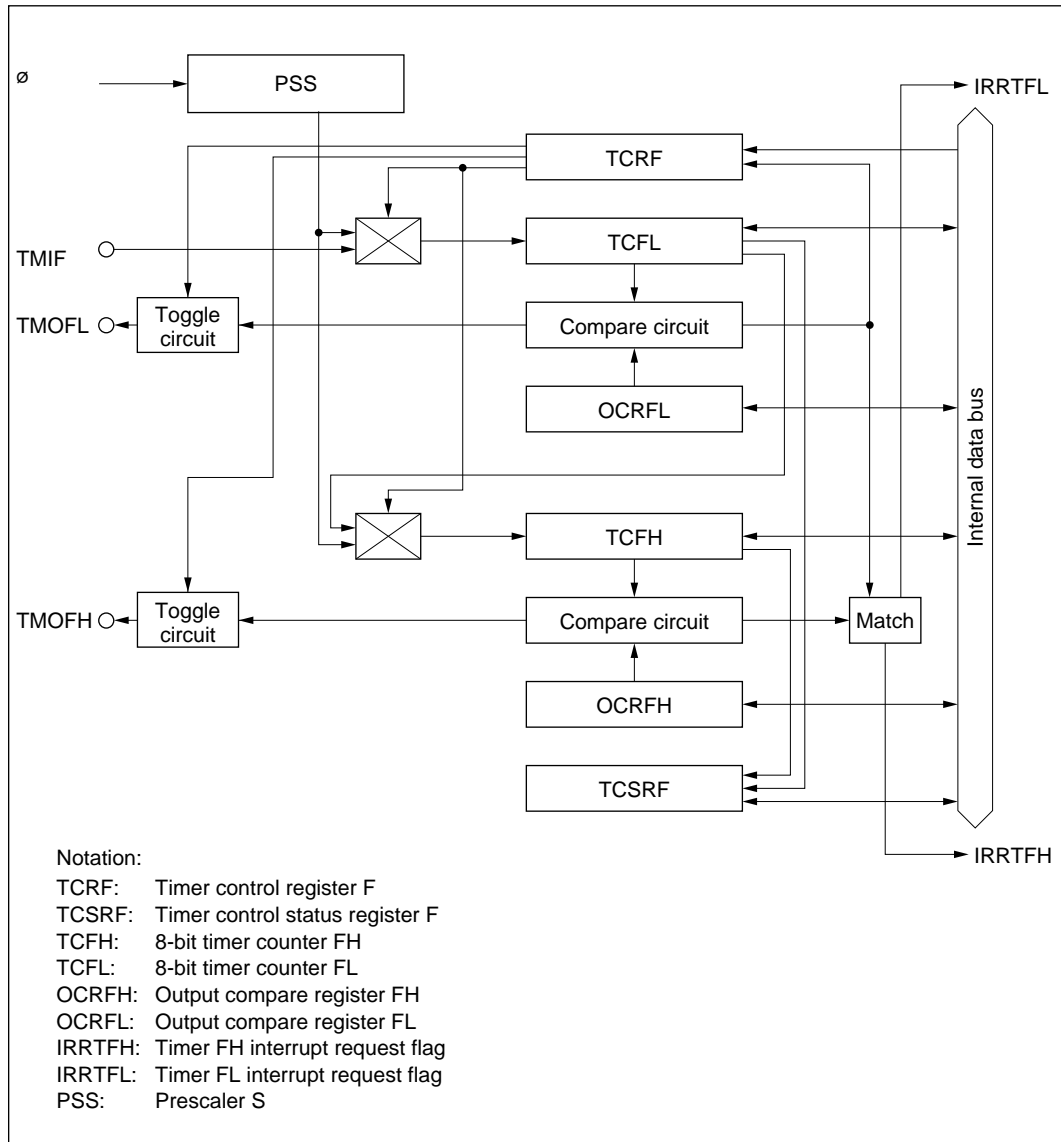 ø
PSS
IRRTFL
TCRF
TMIF
TCFL
TMOFL
Toggle
circuit
Compare circuit
OCRFL
Internal data bus
TCFH
TMOFH
Toggle
circuit
Compare circuit
Match
OCRFH
TCSRF
IRRTFH
Notation:
TCRF: Timer control register F
TCSRF: Timer control status register F
TCFH: 8-bit timer counter FH
TCFL: 8-bit timer counter FL
OCRFH: Output compare register FH
OCRFL: Output compare register FL
IRRTFH: Timer FH interrupt request flag
IRRTFL: Timer FL interrupt request flag
PSS: Prescaler S